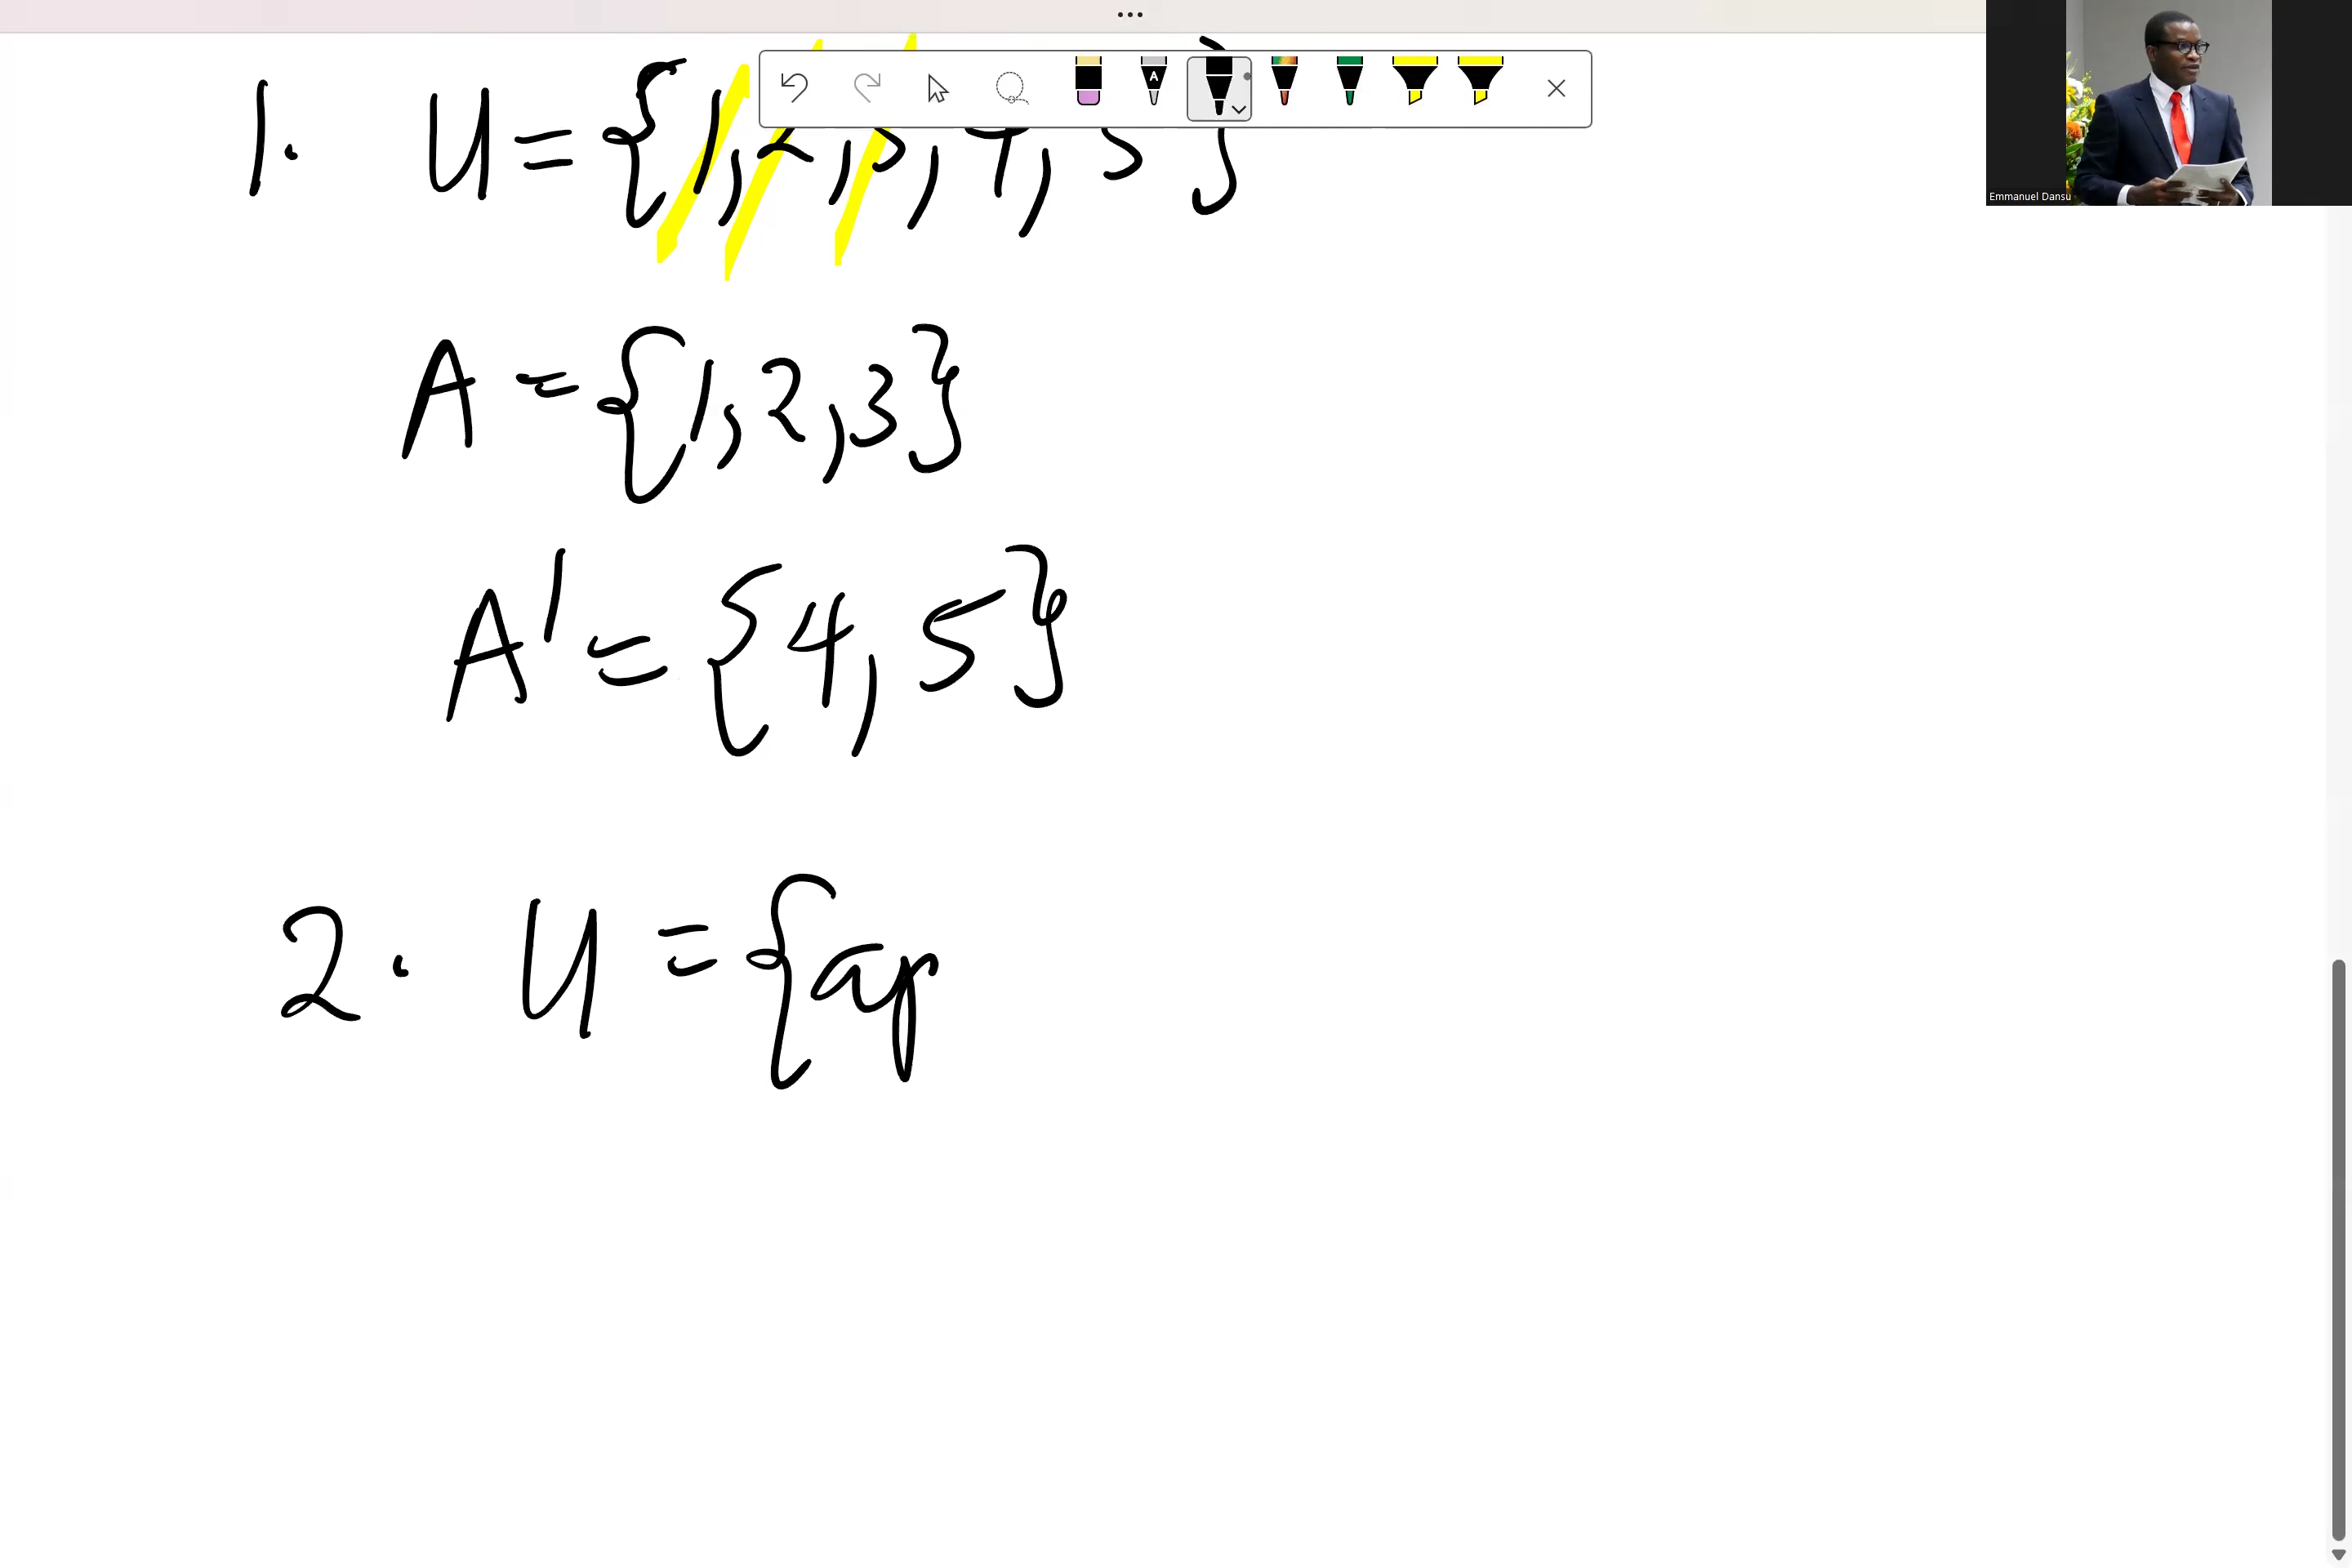 1. U = {1, 2, 3, 4, 5}
Emmanuel Dansu
A = {1, 2, 3}
A' = {4, 5}
2. U = {ap